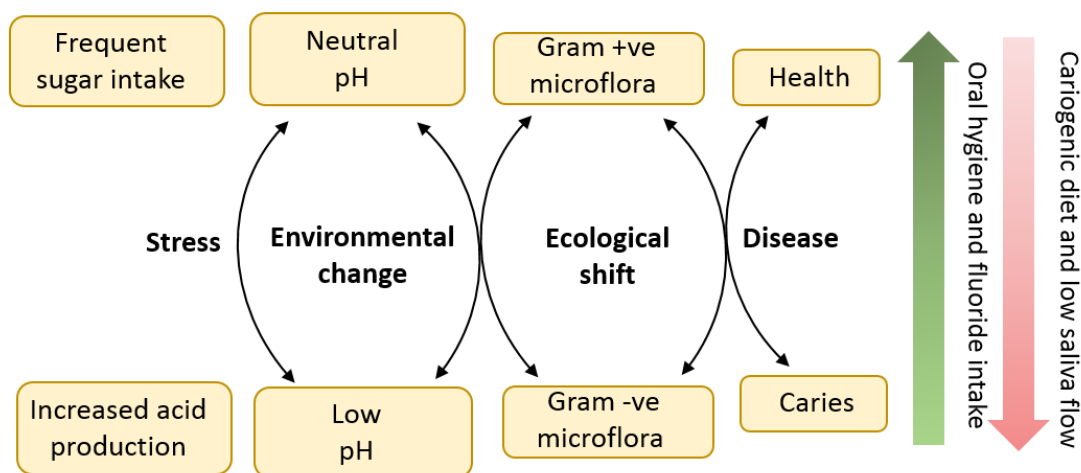 Frequent
sugar intake
Neutral
pH
Gram +ve
microflora
Health
Stress
Environmental
change
Ecological
shift
Disease
Increased acid
production
Low
pH
Gram -ve
microflora
Caries
Oral hygiene and fluoride intake
Cariogenic diet and low saliva flow